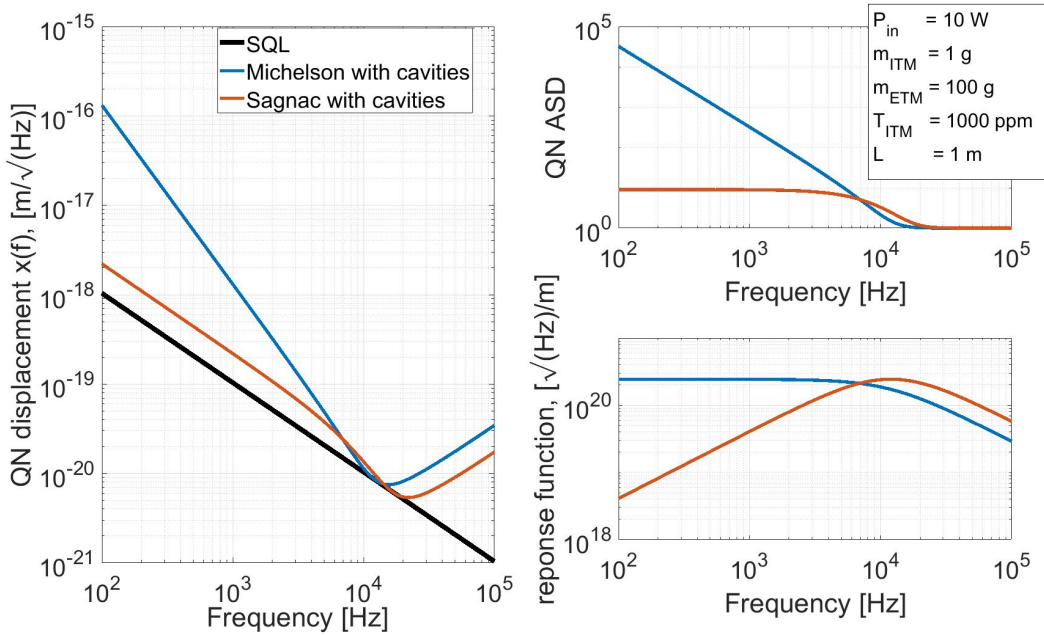 10^-15
10^-16
10^-17
10^-18
10^-19
10^-20
10^-21
QN displacement x(f), [m/√(Hz)]
SQL
Michelson with cavities
Sagnac with cavities
10^2 10^3 10^4 10^5
Frequency [Hz]
10^5
10^0
QN ASD
10^2 10^3 10^4 10^5
Frequency [Hz]
P_in = 10 W
m_ITM = 1 g
m_ETM = 100 g
T_ITM = 1000 ppm
L = 1 m
10^20
10^18
reponse function, [√(Hz)/m]
10^2 10^3 10^4 10^5
Frequency [Hz]